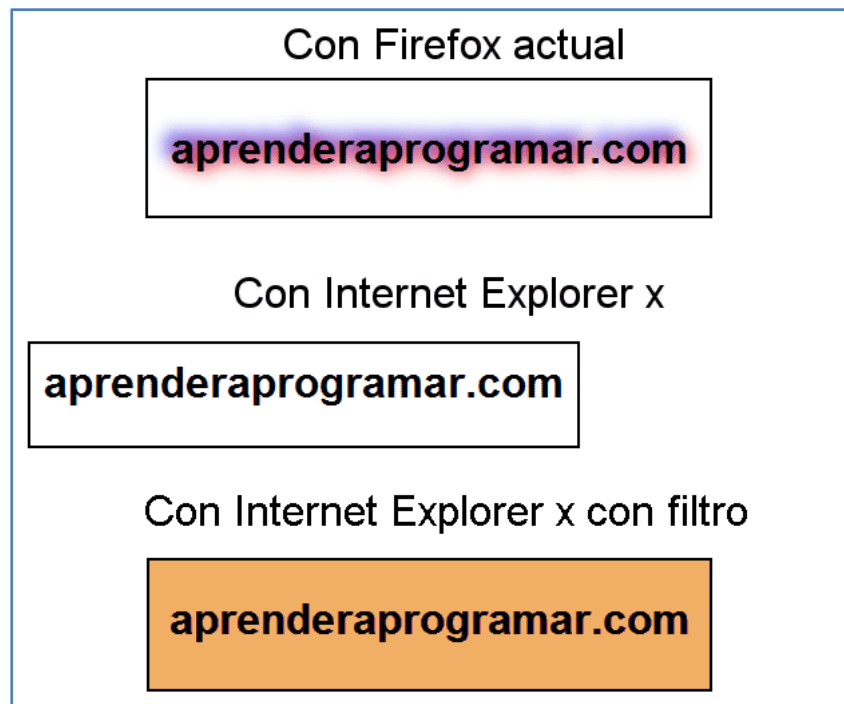 Con Firefox actual
aprenderaprogramar.com
Con Internet Explorer x
aprenderaprogramar.com
Con Internet Explorer x con filtro
aprenderaprogramar.com